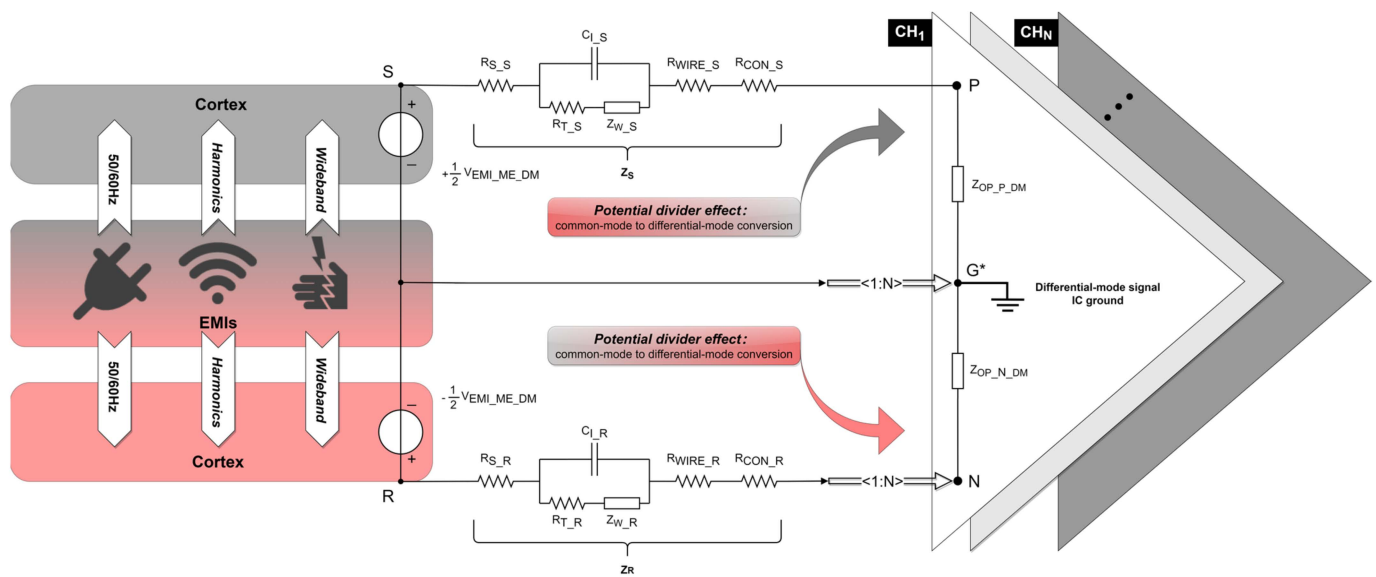 CH1
CHN
CI_S
S
RS_S
RWIRE_S
RCON_S
P
Cortex
+
RT_S
ZW_S
–
50/60Hz
Harmonics
Wideband
+ 1/2 VEMI_ME_DM
ZS
ZOP_P_DM
Potential divider effect:
common-mode to differential-mode conversion
G*
<1:N>
Differential-mode signal
IC ground
EMIs
Potential divider effect:
common-mode to differential-mode conversion
50/60Hz
Harmonics
Wideband
ZOP_N_DM
- 1/2 VEMI_ME_DM
–
CI_R
Cortex
+
RS_R
RWIRE_R
RCON_R
<1:N>
N
R
RT_R
ZW_R
ZR